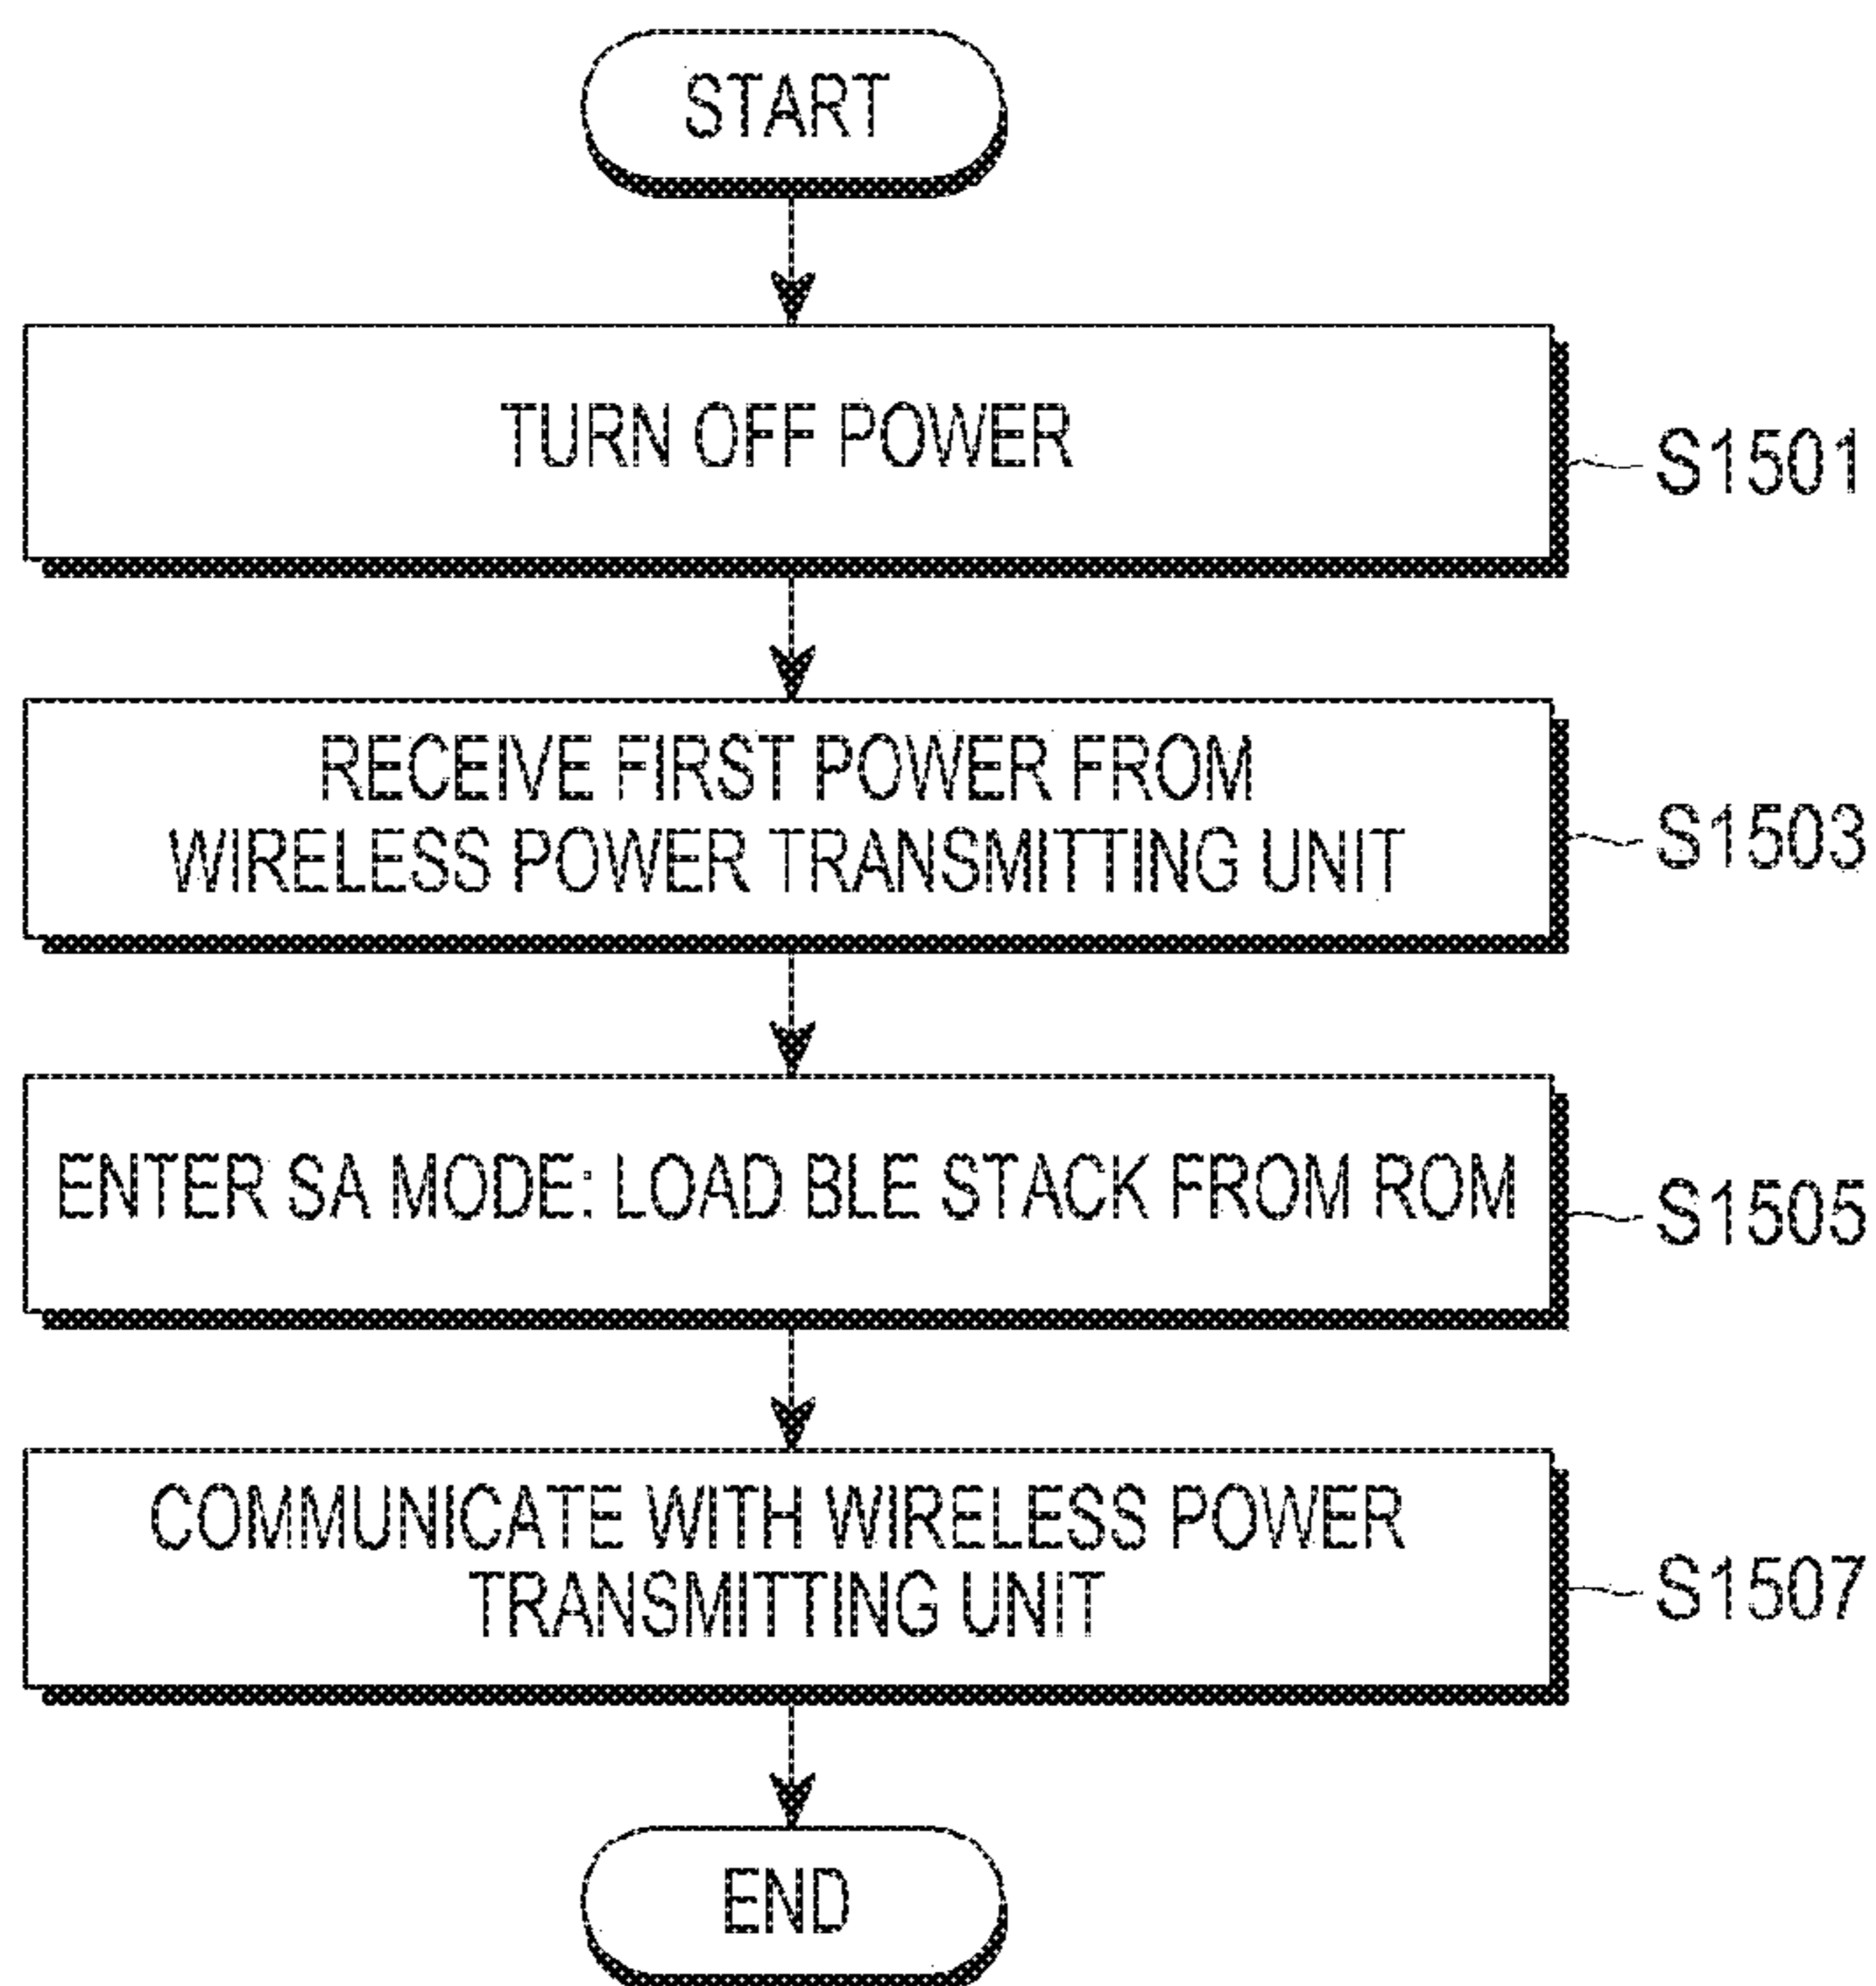 START
TURN OFF POWER
S1501
RECEIVE FIRST POWER FROM
WIRELESS POWER TRANSMITTING UNIT
S1503
ENTER SA MODE: LOAD BLE STACK FROM ROM
S1505
COMMUNICATE WITH WIRELESS POWER
TRANSMITTING UNIT
S1507
END